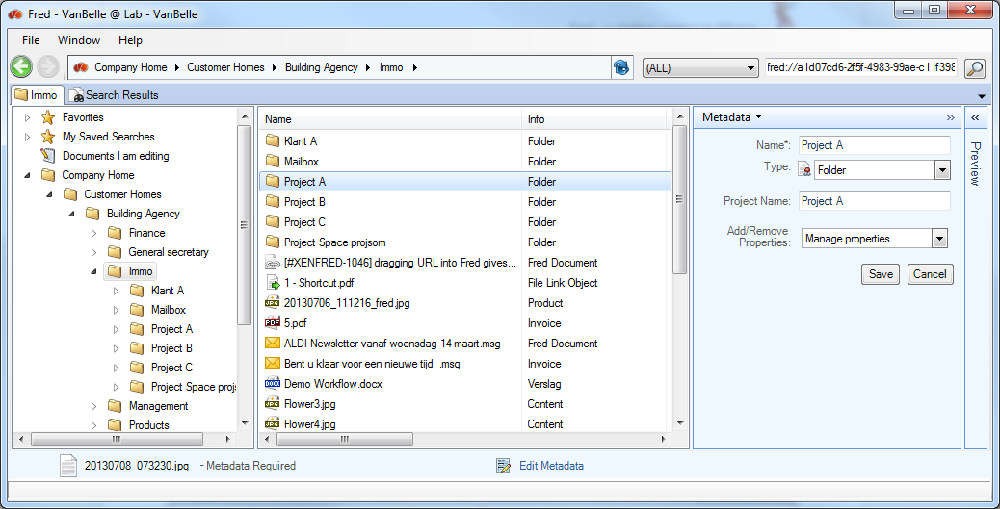 Fred - VanBelle @ Lab - VanBelle
File Window Help
Company Home Customer Homes Building Agency Immo (ALL) fred://a1d07cd6-2f5f-4983-99ae-c11f398
Immo Search Results
Favorites
My Saved Searches
Documents I am editing
Company Home
Customer Homes
Building Agency
Finance
General secretary
Immo
Klant A
Mailbox
Project A
Project B
Project C
Project Space projs
Management
Products
Name Info
Klant A Folder
Mailbox Folder
Project A Folder
Project B Folder
Project C Folder
Project Space projsom Folder
[#XENFRED-1046] dragging URL into Fred gives... Fred Document
1 - Shortcut.pdf File Link Object
20130706_111216_fred.jpg Product
5.pdf Invoice
ALDI Newsletter vanaf woensdag 14 maart.msg Fred Document
Bent u klaar voor een nieuwe tijd .msg Invoice
Demo Workflow.docx Verslag
Flower3.jpg Content
Flower4.jpg Content
Metadata
Name*: Project A
Type: Folder
Project Name: Project A
Add/Remove
Properties: Manage properties
Save Cancel
Preview
20130708_073230.jpg - Metadata Required Edit Metadata